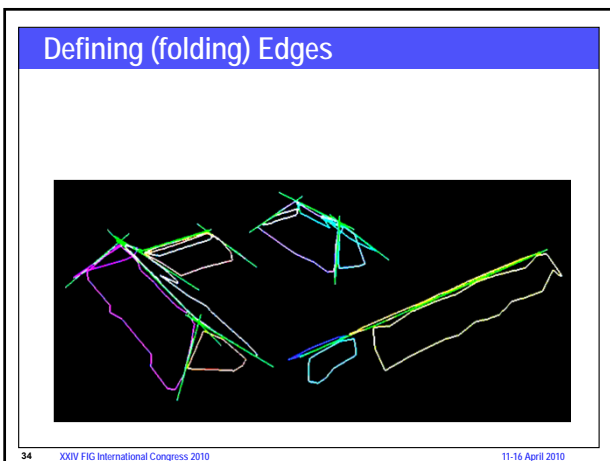 Defining (folding) Edges
34 XXIV FIG International Congress 2010 11-16 April 2010